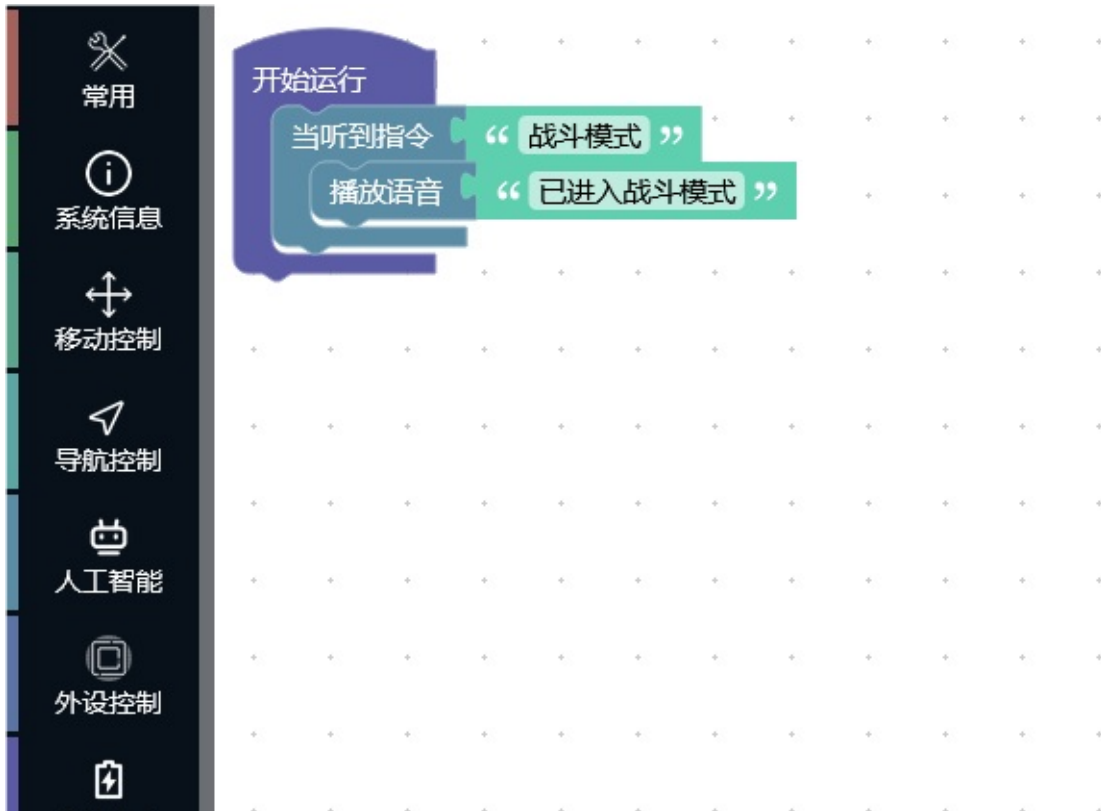 常用
系统信息
移动控制
导航控制
人工智能
外设控制
开始运行
当听到指令 “ 战斗模式 ”
播放语音 “ 已进入战斗模式 ”